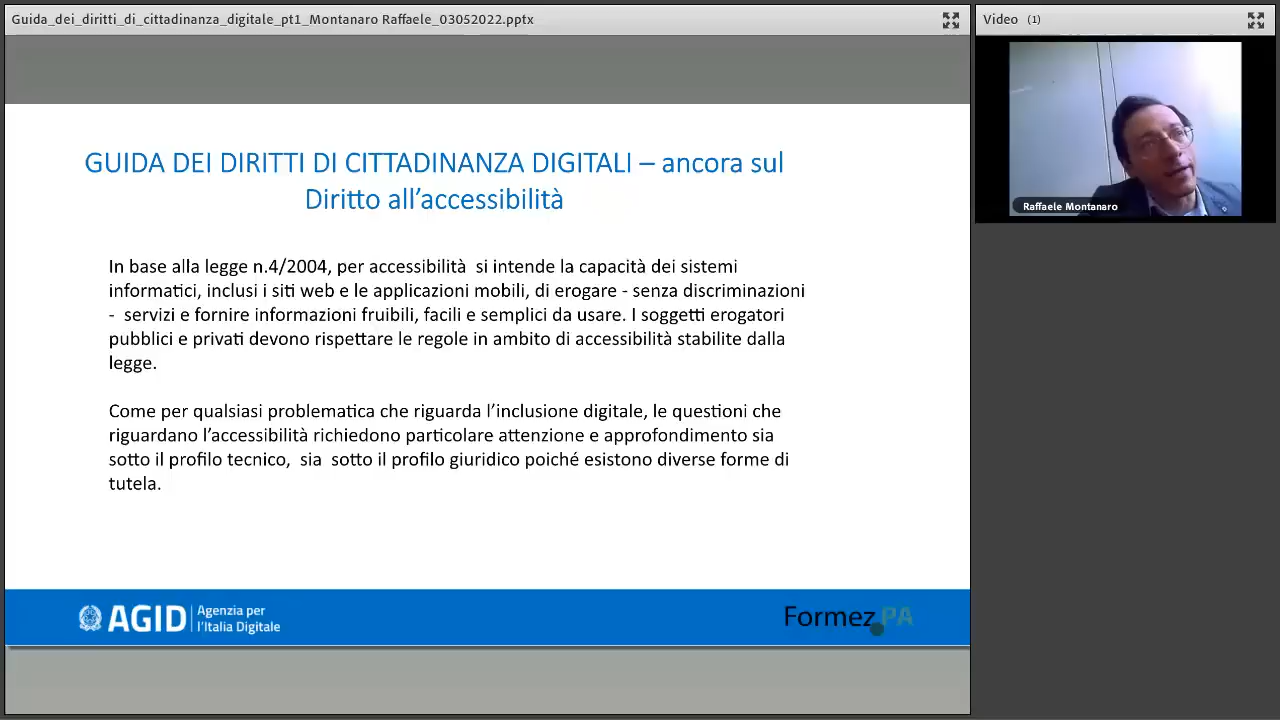 Guida_dei_diritti_di_cittadinanza_digitale_pt1_Montanaro Raffaele_03052022.pptx
Video (1)
Raffaele Montanaro
GUIDA DEI DIRITTI DI CITTADINANZA DIGITALI – ancora sul
Diritto all’accessibilità
In base alla legge n.4/2004, per accessibilità  si intende la capacità dei sistemi
informatici, inclusi i siti web e le applicazioni mobili, di erogare - senza discriminazioni
-  servizi e fornire informazioni fruibili, facili e semplici da usare. I soggetti erogatori
pubblici e privati devono rispettare le regole in ambito di accessibilità stabilite dalla
legge.
Come per qualsiasi problematica che riguarda l’inclusione digitale, le questioni che
riguardano l’accessibilità richiedono particolare attenzione e approfondimento sia
sotto il profilo tecnico,  sia  sotto il profilo giuridico poiché esistono diverse forme di
tutela.
AGID
Agenzia per
l’Italia Digitale
Formez PA